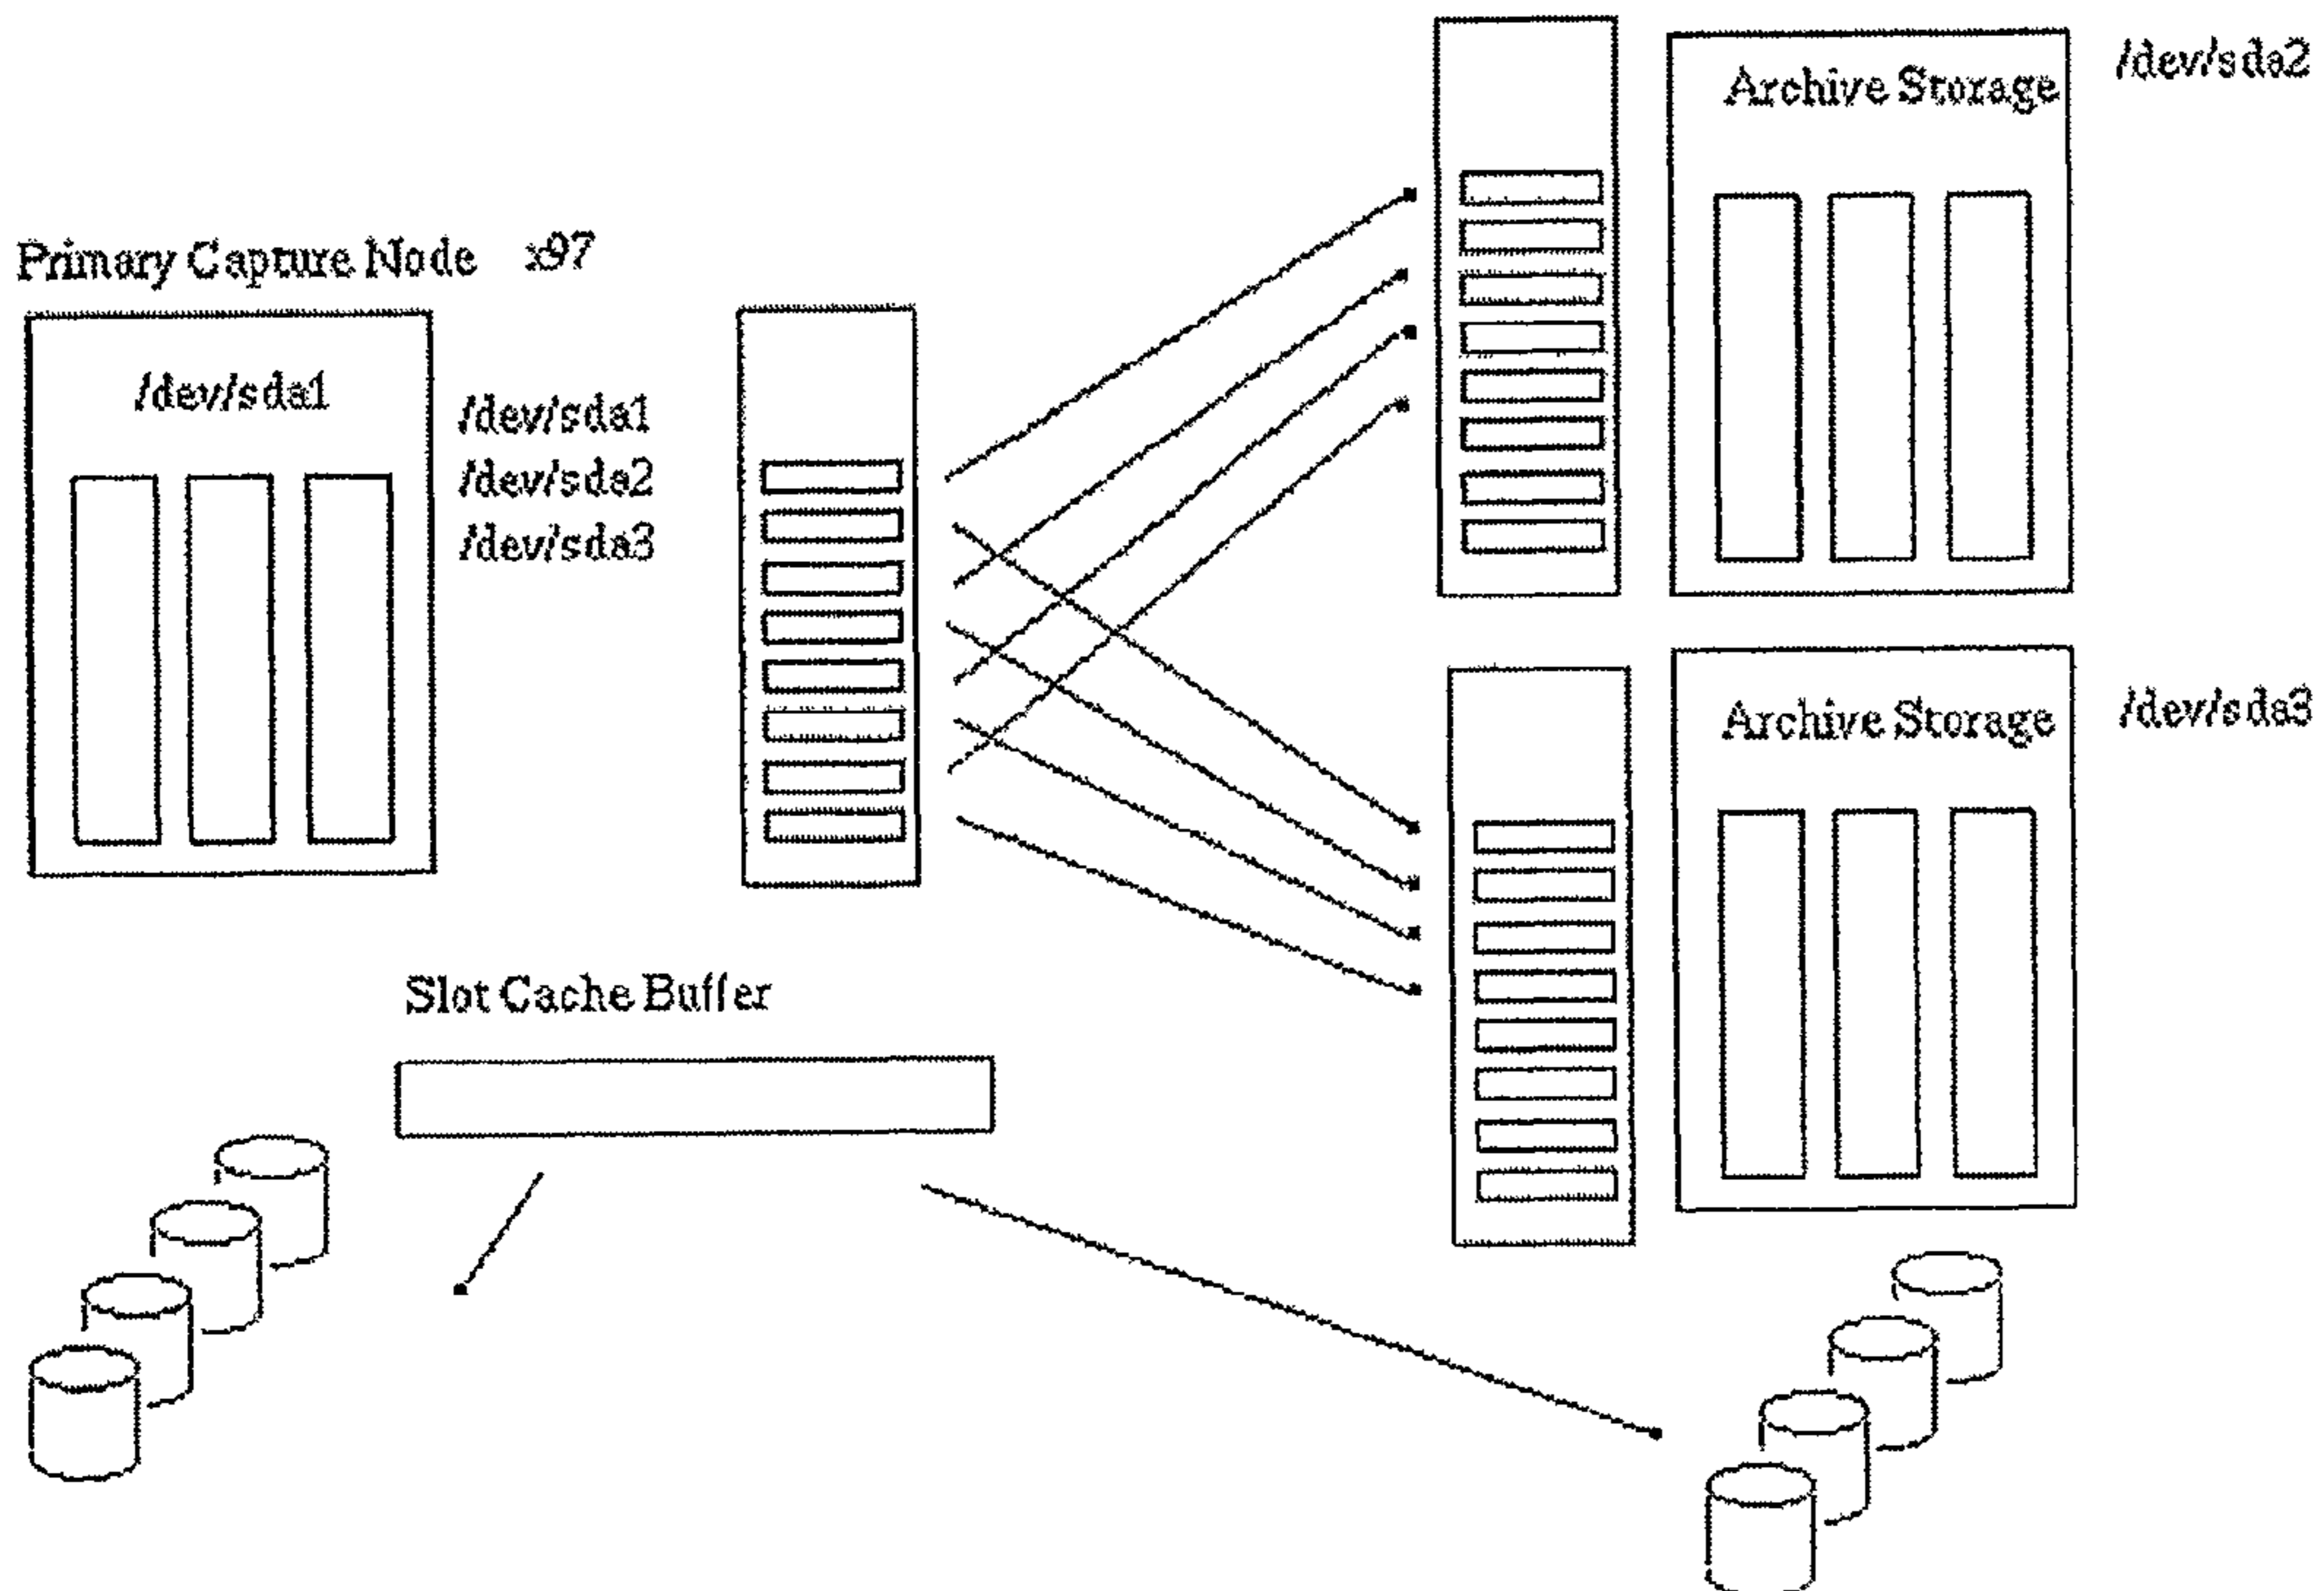 Archive Storage
/dev/sda2
Primary Capture Node x97
/dev/sda1
/dev/sda1
/dev/sda2
/dev/sda3
Archive Storage
/dev/sda3
Slot Cache Buffer